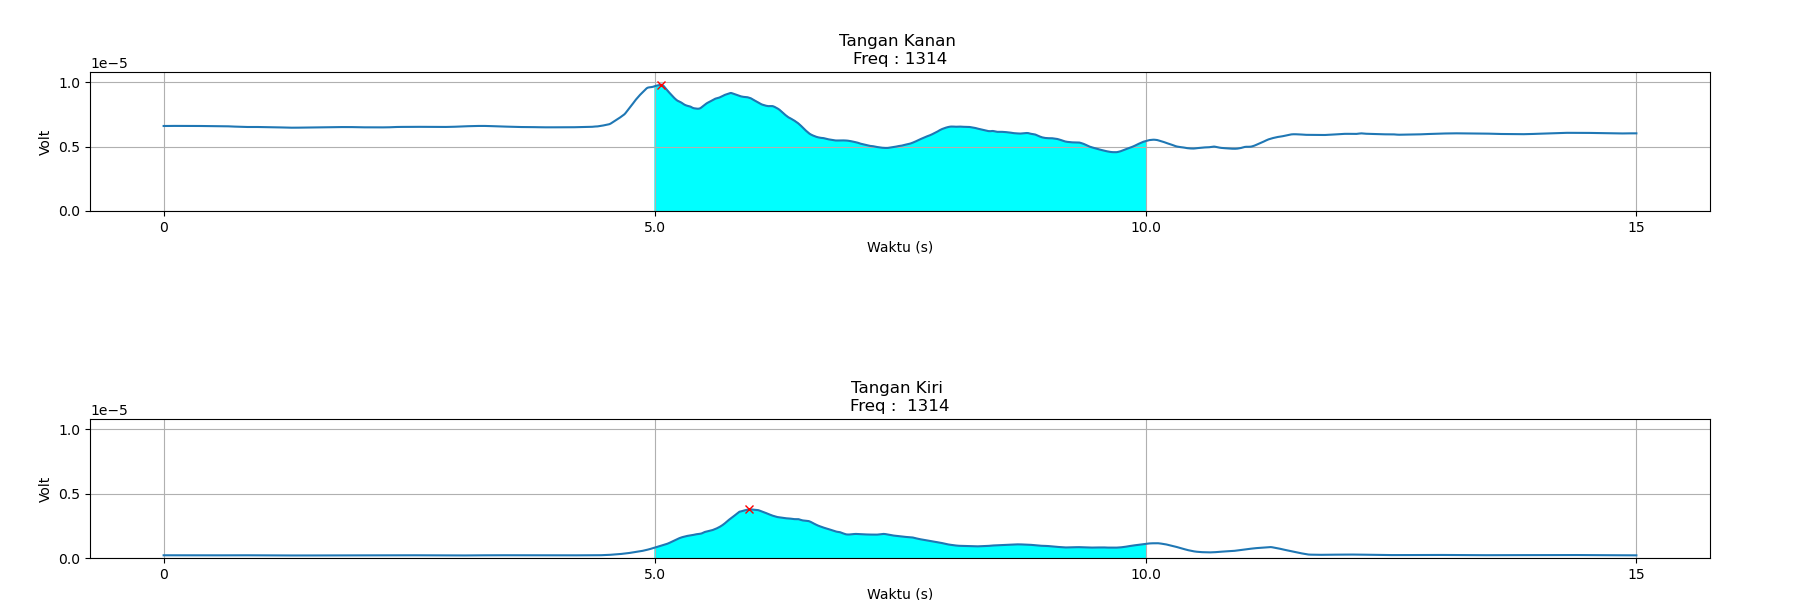 Tangan Kanan
Freq : 1314
1e−5
1.0
0.5
0.0
Volt
0 5.0 10.0 15
Waktu (s)
Tangan Kiri
Freq :  1314
1e−5
1.0
0.5
0.0
Volt
0 5.0 10.0 15
Waktu (s)